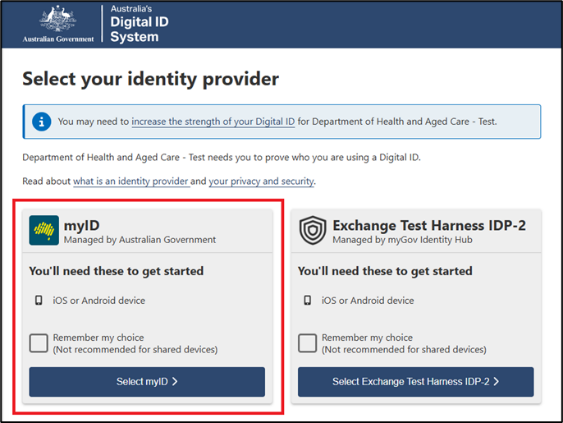 Australian Government
Australia's
Digital ID
System
Select your identity provider
You may need to increase the strength of your Digital ID for Department of Health and Aged Care - Test.
Department of Health and Aged Care - Test needs you to prove who you are using a Digital ID.
Read about what is an identity provider and your privacy and security.
myID
Managed by Australian Government
You'll need these to get started
iOS or Android device
Remember my choice
(Not recommended for shared devices)
Select myID
Exchange Test Harness IDP-2
Managed by myGov Identity Hub
You'll need these to get started
iOS or Android device
Remember my choice
(Not recommended for shared devices)
Select Exchange Test Harness IDP-2